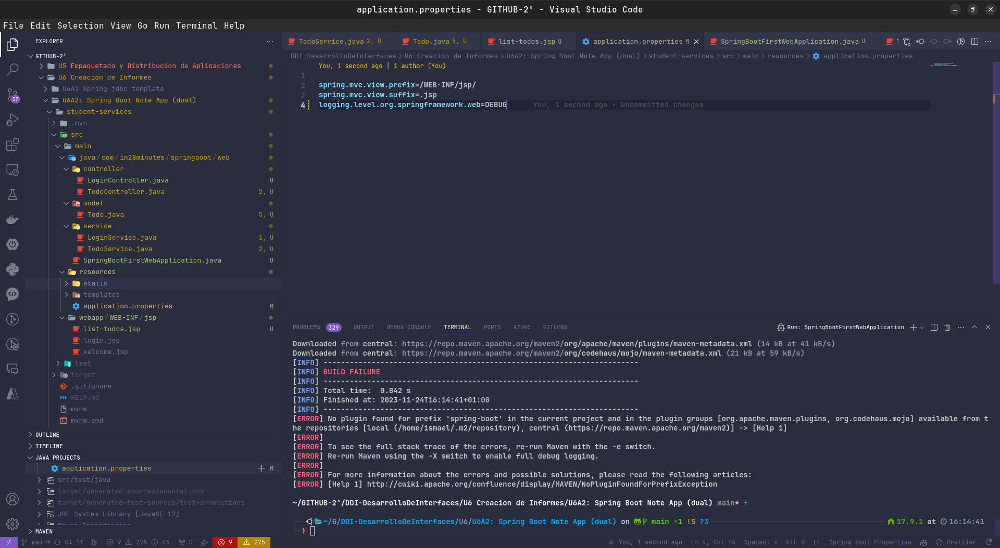 application.properties - GITHUB-2° - Visual Studio Code
File Edit Selection View Go Run Terminal Help
EXPLORER
GITHUB-2°
U5 Empaquetado y Distribucion de Aplicaciones
U6 Creacion de Informes
U6A1 Spring jdbc template
U6A2: Spring Boot Note App (dual)
student-services
.mvn
src
main
java/com/in28minutes/springboot/web
controller
LoginController.java U
TodoController.java 2, U
model
Todo.java 5, U
service
LoginService.java 1, U
TodoService.java 2, U
SpringBootFirstWebApplication.java U
resources
static
templates
application.properties M
webapp/WEB-INF/jsp
list-todos.jsp U
login.jsp
welcome.jsp
test
target
.gitignore
HELP.md
mvnw
mvnw.cmd
OUTLINE
TIMELINE
JAVA PROJECTS
application.properties M
src/test/java
target/generated-sources/annotations
target/generated-test-sources/test-annotations
JRE System Library [JavaSE-17]
Maven Dependencies
MAVEN
57
TodoService.java 2, U
Todo.java 5, U
list-todos.jsp U
application.properties M
SpringBootFirstWebApplication.java U
DDI-DesarrolloDeInterfaces > U6 Creacion de Informes > U6A2: Spring Boot Note App (dual) > student-services > src > main > resources > application.properties
You, 1 second ago | 1 author (You)
1
2 spring.mvc.view.prefix=/WEB-INF/jsp/
3 spring.mvc.view.suffix=.jsp
4 logging.level.org.springframework.web=DEBUG You, 1 second ago • Uncommitted changes
PROBLEMS 329 OUTPUT DEBUG CONSOLE TERMINAL PORTS AZURE GITLENS
Run: SpringBootFirstWebApplication
Downloaded from central: https://repo.maven.apache.org/maven2/org/apache/maven/plugins/maven-metadata.xml (14 kB at 41 kB/s)
Downloaded from central: https://repo.maven.apache.org/maven2/org/codehaus/mojo/maven-metadata.xml (21 kB at 59 kB/s)
[INFO] ------------------------------------------------------------------------
[INFO] BUILD FAILURE
[INFO] ------------------------------------------------------------------------
[INFO] Total time:  0.842 s
[INFO] Finished at: 2023-11-24T16:14:41+01:00
[INFO] ------------------------------------------------------------------------
[ERROR] No plugin found for prefix 'spring-boot' in the current project and in the plugin groups [org.apache.maven.plugins, org.codehaus.mojo] available from t
he repositories [local (/home/ismael/.m2/repository), central (https://repo.maven.apache.org/maven2)] -> [Help 1]
[ERROR]
[ERROR] To see the full stack trace of the errors, re-run Maven with the -e switch.
[ERROR] Re-run Maven using the -X switch to enable full debug logging.
[ERROR]
[ERROR] For more information about the errors and possible solutions, please read the following articles:
[ERROR] [Help 1] http://cwiki.apache.org/confluence/display/MAVEN/NoPluginFoundForPrefixException
~/GITHUB-2°/DDI-DesarrolloDeInterfaces/U6 Creacion de Informes/U6A2: Spring Boot Note App (dual) main* ⇡
~/G/DDI-DesarrolloDeInterfaces/U6/U6A2: Spring Boot Note App (dual) on main ⇡1 !5 ?3 17.9.1 at 16:14:41
❯
main* 0↓ 1↑ 9 275 45 0 9 275
You, 1 second ago Ln 4, Col 44 Spaces: 4 UTF-8 LF Spring Boot Properties Prettier